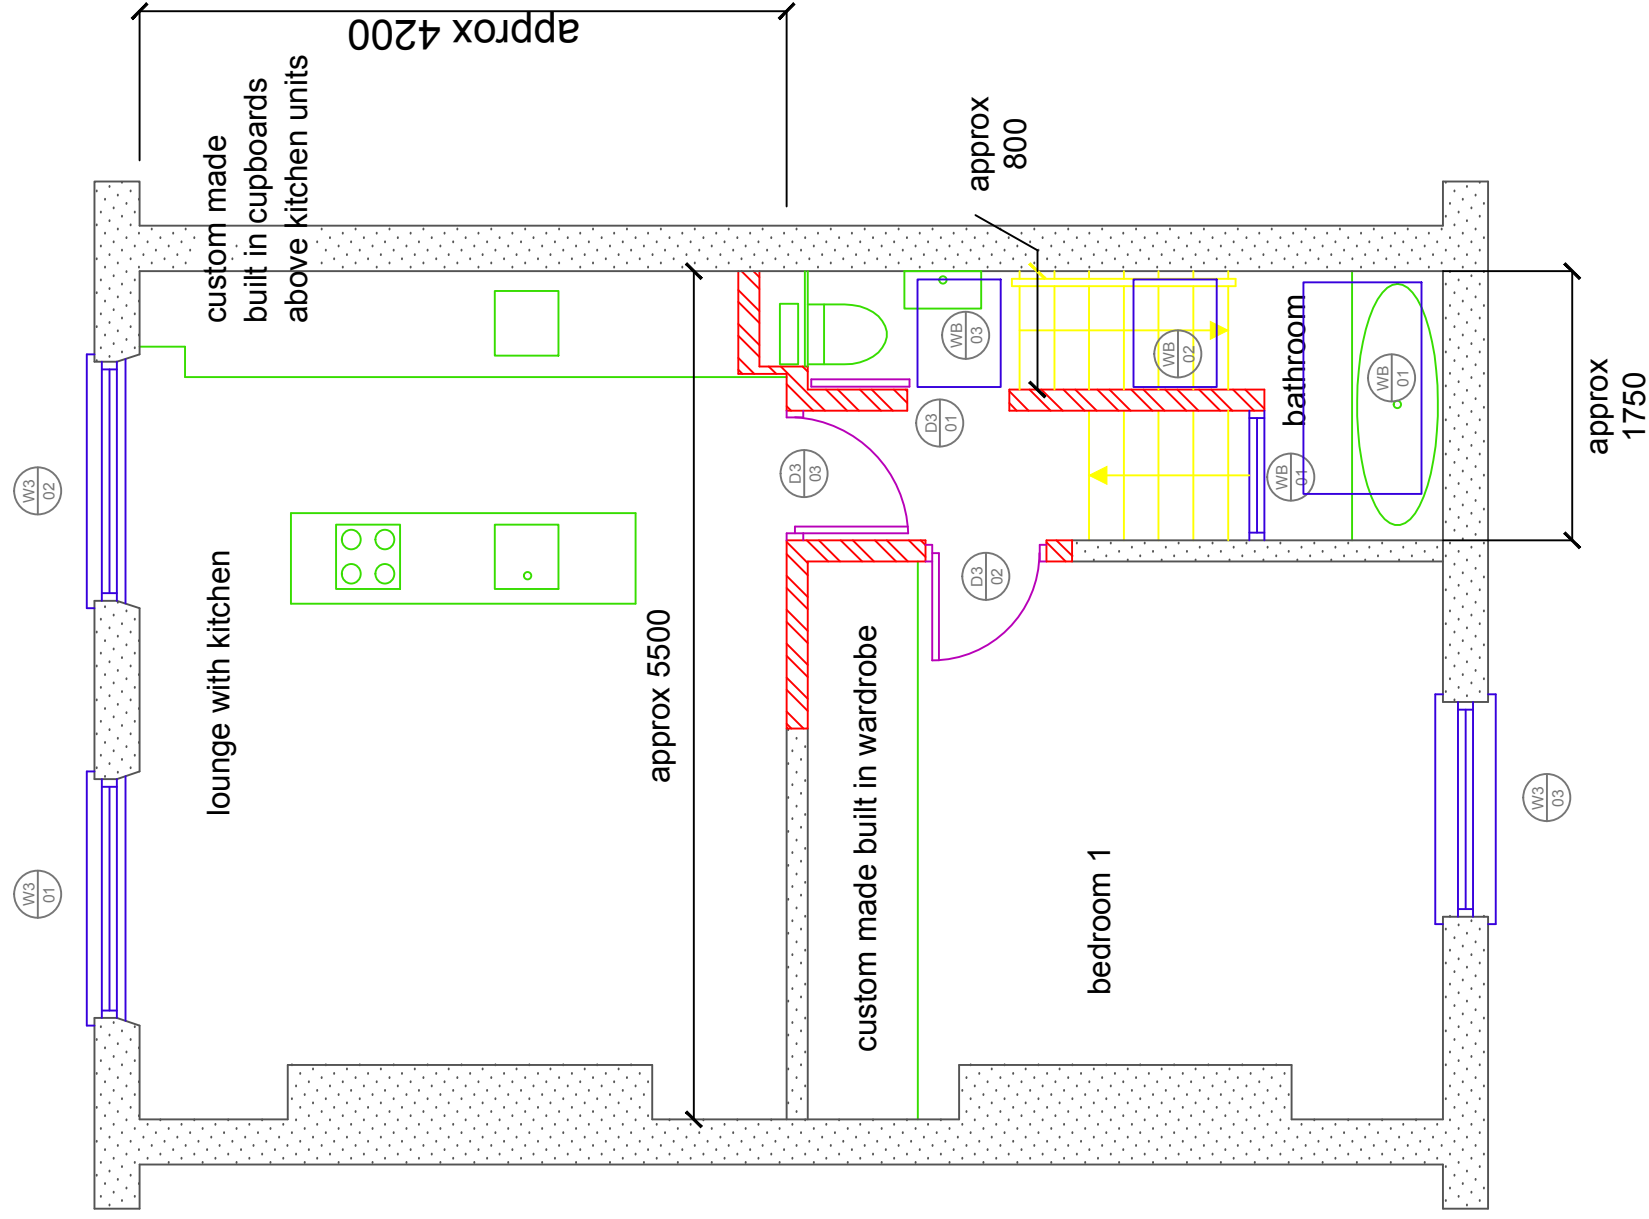 approx 4200
custom made
built in cupboards
above kitchen units
approx
800
W3
02
WB
03
WB
02
bathroom
WB
01
D3
01
D3
03
WB
01
approx
1750
D3
02
lounge with kitchen
approx 5500
custom made built in wardrobe
W3
01
bedroom 1
W3
03